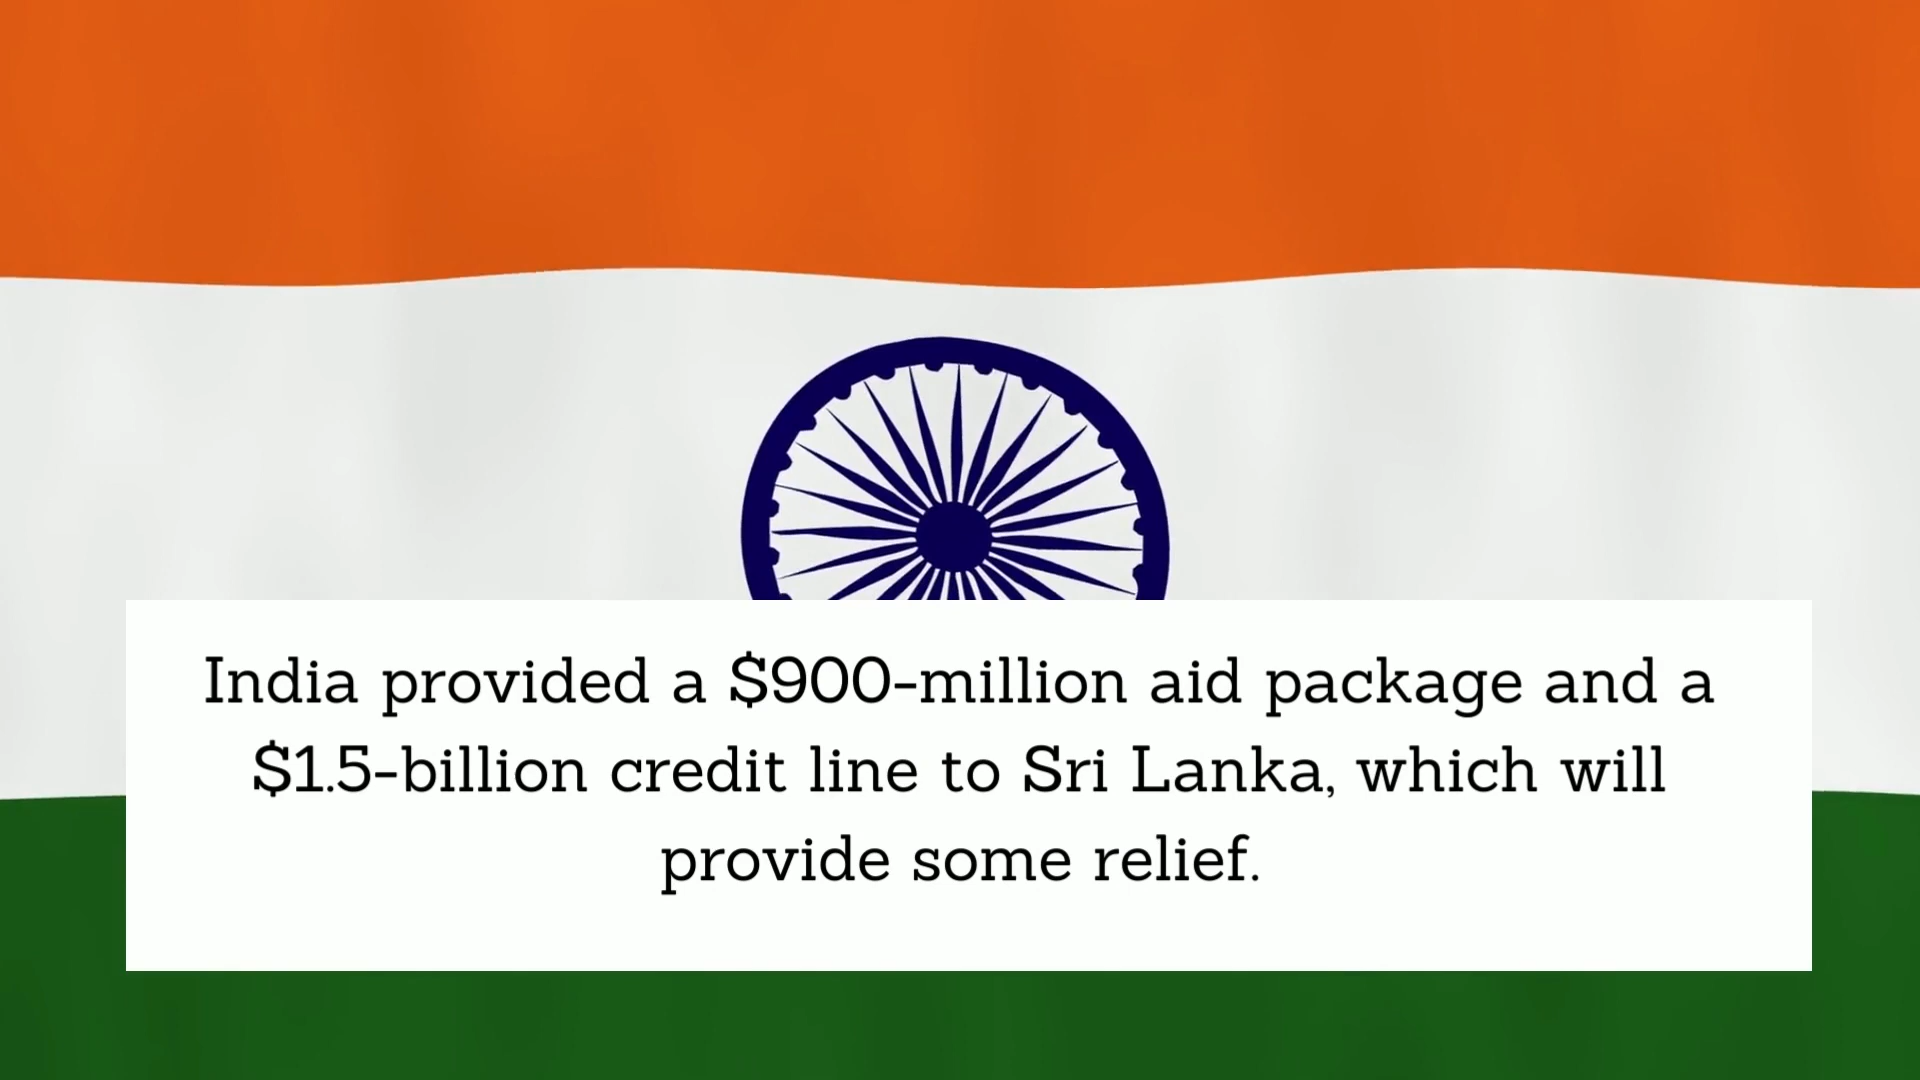 India provided a $900-million aid package and a
$1.5-billion credit line to Sri Lanka, which will
provide some relief.